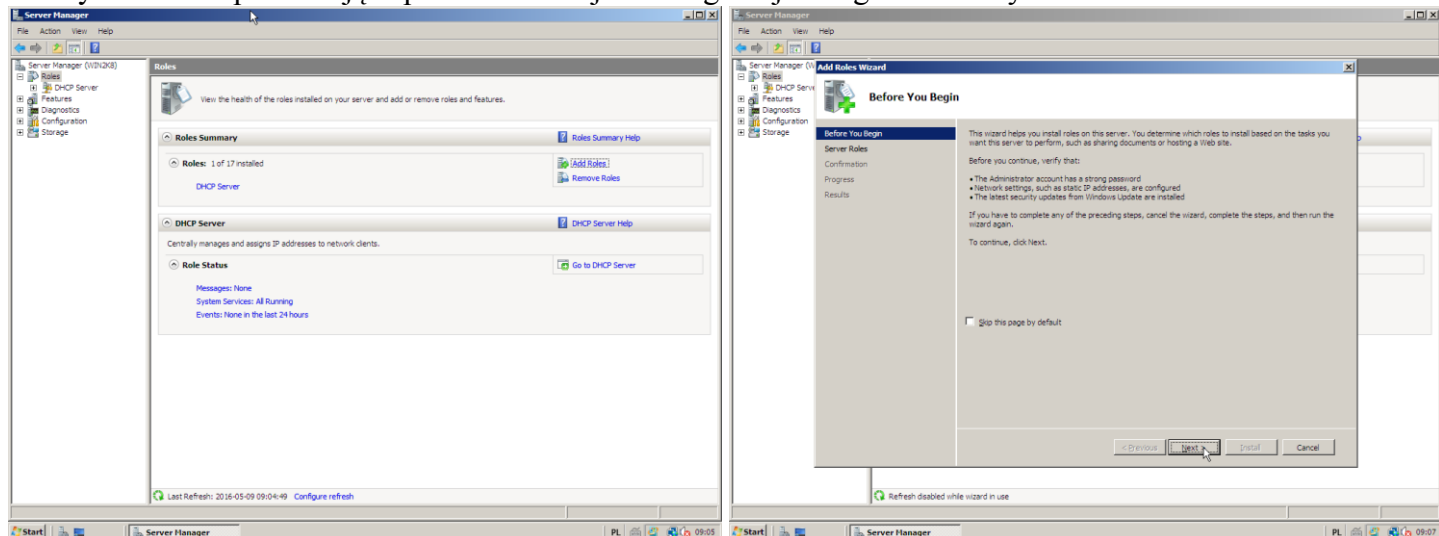 Server Manager
File Action View Help
Server Manager (WIN2K8)
Roles
DHCP Server
Features
Diagnostics
Configuration
Storage
Roles
View the health of the roles installed on your server and add or remove roles and features.
Roles Summary
Roles Summary Help
Roles: 1 of 17 installed
Add Roles
DHCP Server
Remove Roles
DHCP Server
DHCP Server Help
Centrally manages and assigns IP addresses to network clients.
Role Status
Go to DHCP Server
Messages: None
System Services: All Running
Events: None in the last 24 hours
Last Refresh: 2016-05-09 09:04:49 Configure refresh
Start
Server Manager
PL
09:05
Server Manager
File Action View Help
Server Manager (W
Roles
DHCP Serv
Features
Diagnostics
Configuration
Storage
Add Roles Wizard
Before You Begin
Before You Begin
Server Roles
Confirmation
Progress
Results
This wizard helps you install roles on this server. You determine which roles to install based on the tasks you
want this server to perform, such as sharing documents or hosting a Web site.
Before you continue, verify that:
• The Administrator account has a strong password
• Network settings, such as static IP addresses, are configured
• The latest security updates from Windows Update are installed
If you have to complete any of the preceding steps, cancel the wizard, complete the steps, and then run the
wizard again.
To continue, click Next.
Skip this page by default
< Previous
Next >
Install
Cancel
Refresh disabled while wizard in use
Start
Server Manager
PL
09:07